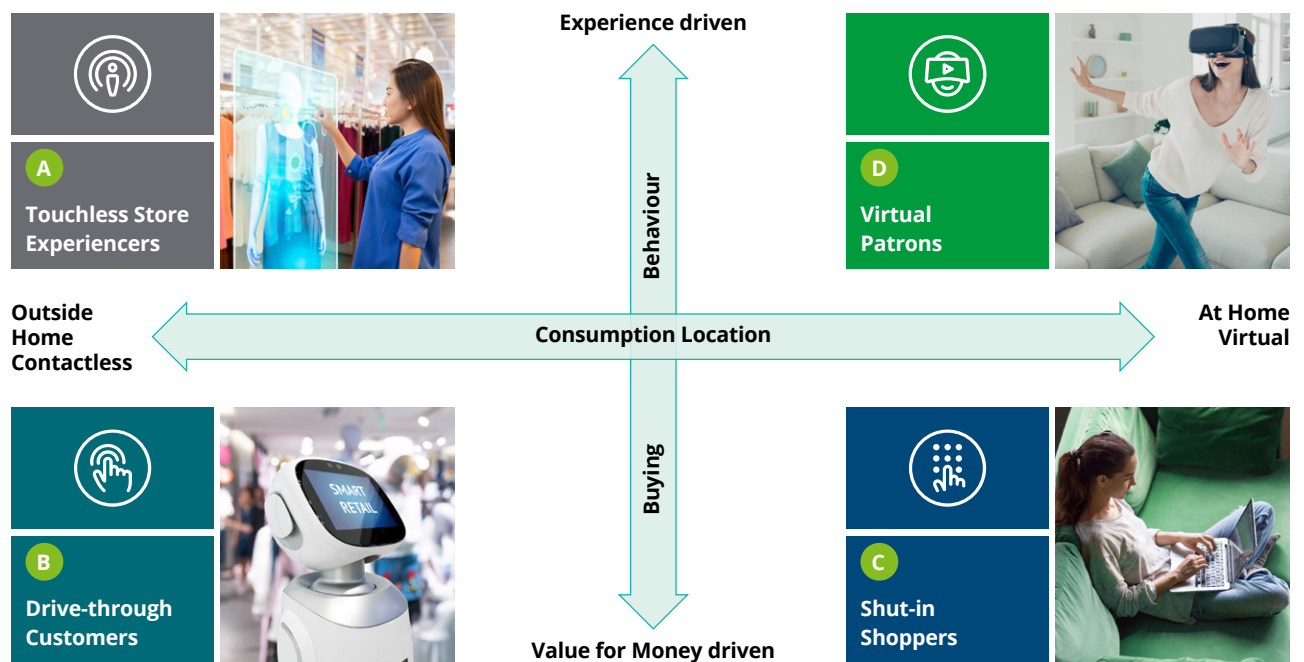 Experience driven
A
Touchless Store
Experiencers
D
Virtual
Patrons
Behaviour
Outside
Home
Contactless
Consumption Location
At Home
Virtual
Buying
SMART
RETAIL
B
Drive-through
Customers
C
Shut-in
Shoppers
Value for Money driven